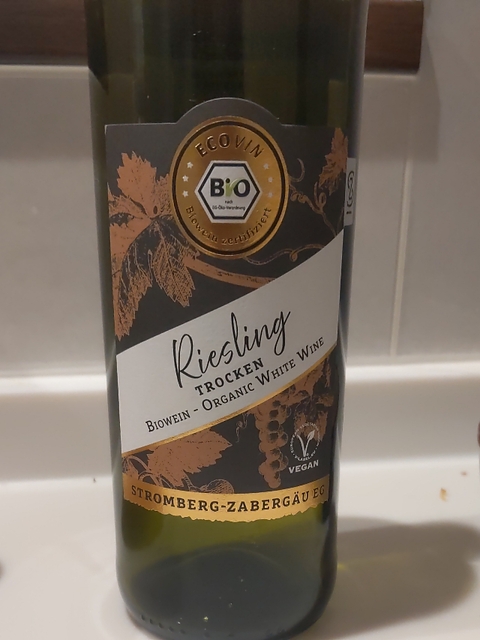 ECOVIN
BiO
nach
EG-Öko-Verordnung
Biowein zertifiziert
Riesling
TROCKEN
BIOWEIN - ORGANIC WHITE WINE
VEGAN
STROMBERG-ZABERGÄU EG